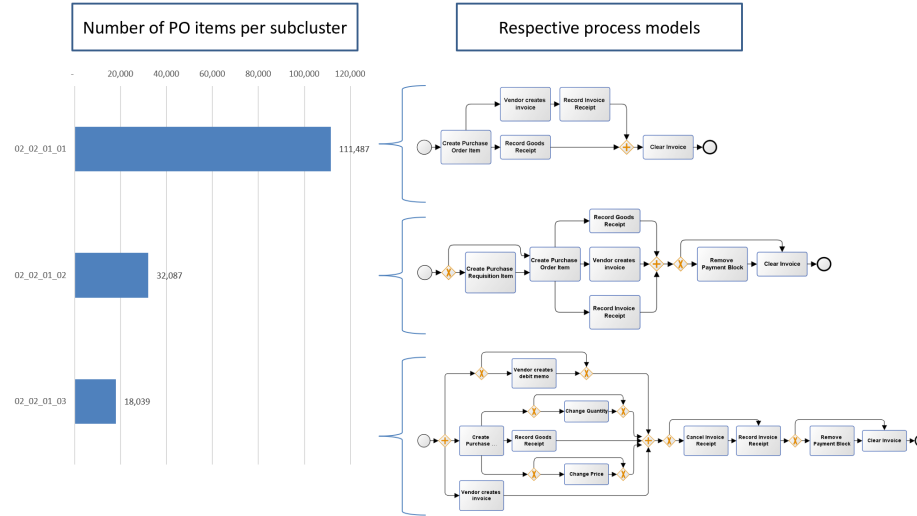 Number of PO items per subcluster
Respective process models
-
20,000
40,000
60,000
80,000
100,000
120,000
02_02_01_01
111,487
Vendor creates
invoice
Record Invoice
Receipt
Create Purchase
Order Item
Record Goods
Receipt
Clear Invoice
02_02_01_02
32,087
Create Purchase
Requisition Item
Create Purchase
Order Item
Record Goods
Receipt
Vendor creates
invoice
Record Invoice
Receipt
Remove
Payment Block
Clear Invoice
02_02_01_03
18,039
Vendor creates
debit memo
Change Quantity
Create
Purchase ...
Record Goods
Receipt
Change Price
Vendor creates
invoice
Cancel Invoice
Receipt
Record Invoice
Receipt
Remove
Payment Block
Clear Invoice